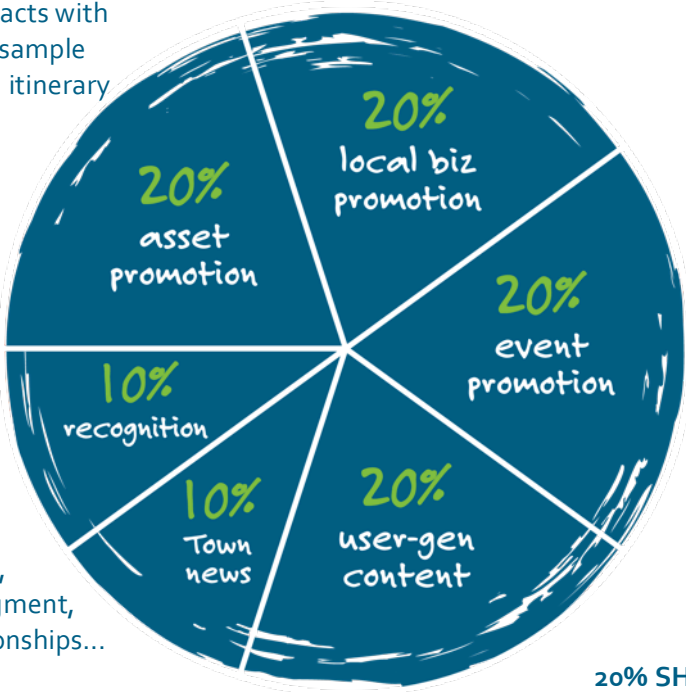 acts with
sample
itinerary
20%
local biz
promotion
20%
asset
promotion
20%
event
promotion
10%
recognition
10%
Town
news
20%
user-gen
content
,
gment,
onships...
20% SH